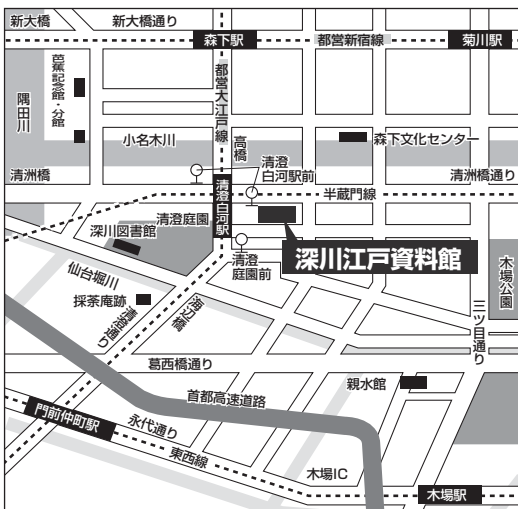 新大橋
新大橋通り
森下駅
都営新宿線
菊川駅
芭蕉記念館・分館
隅田川
都営大江戸線
小名木川
高橋
森下文化センター
清洲橋
清澄白河駅前
清洲橋通り
清澄白河駅
半蔵門線
清澄庭園
深川図書館
清澄庭園前
深川江戸資料館
木場公園
仙台堀川
採荼庵跡
清澄通り
海辺橋
三ツ目通り
葛西橋通り
親水館
首都高速道路
門前仲町駅
永代通り
東西線
木場IC
木場駅